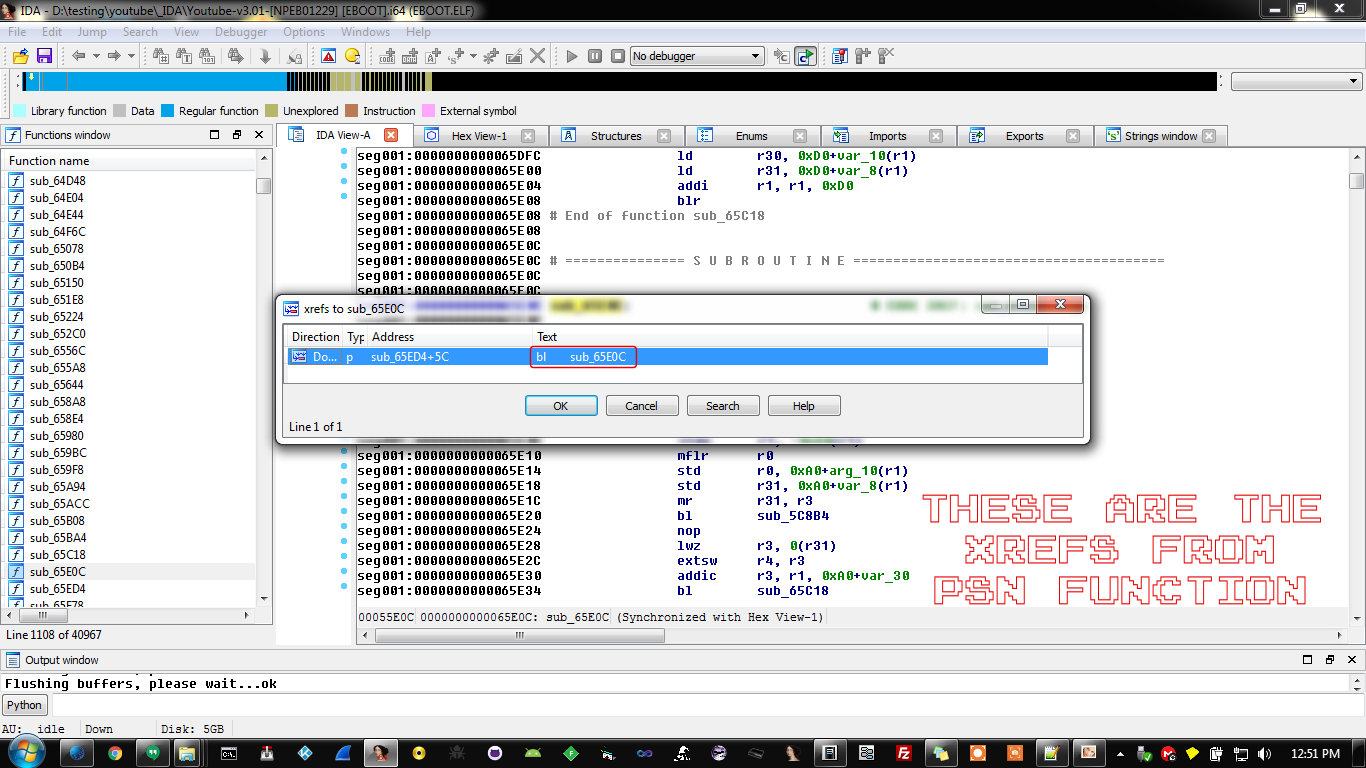 IDA - D:\testing\youtube\_IDA\Youtube-v3.01-[NPEB01229] [EBOOT].i64 (EBOOT.ELF)
File Edit Jump Search View Debugger Options Windows Help
No debugger
Library function Data Regular function Unexplored Instruction External symbol
Functions window
IDA View-A Hex View-1 Structures Enums Imports Exports Strings window
Function name
sub_64D48
sub_64E04
sub_64E44
sub_64F6C
sub_65078
sub_650B4
sub_65150
sub_651E8
sub_65224
sub_652C0
sub_6556C
sub_655A8
sub_65644
sub_658A8
sub_658E4
sub_65980
sub_659BC
sub_659F8
sub_65A94
sub_65ACC
sub_65B08
sub_65BA4
sub_65C18
sub_65E0C
sub_65ED4
sub_65F78
Line 1108 of 40967
seg001:0000000000065DFC ld r30, 0xD0+var_10(r1)
seg001:0000000000065E00 ld r31, 0xD0+var_8(r1)
seg001:0000000000065E04 addi r1, r1, 0xD0
seg001:0000000000065E08 blr
seg001:0000000000065E08 # End of function sub_65C18
seg001:0000000000065E08
seg001:0000000000065E0C
seg001:0000000000065E0C # =============== S U B R O U T I N E =======================================
seg001:0000000000065E0C
seg001:0000000000065E0C
xrefs to sub_65E0C
Direction Typ Address Text
Do... p sub_65ED4+5C bl sub_65E0C
OK Cancel Search Help
Line 1 of 1
seg001:0000000000065E10 mflr r0
seg001:0000000000065E14 std r0, 0xA0+arg_10(r1)
seg001:0000000000065E18 std r31, 0xA0+var_8(r1)
seg001:0000000000065E1C mr r31, r3
seg001:0000000000065E20 bl sub_5C8B4
seg001:0000000000065E24 nop
seg001:0000000000065E28 lwz r3, 0(r31)
seg001:0000000000065E2C extsw r4, r3
seg001:0000000000065E30 addic r3, r1, 0xA0+var_30
seg001:0000000000065E34 bl sub_65C18
THESE ARE THE
XREFS FROM
PSN FUNCTION
00055E0C 0000000000065E0C: sub_65E0C (Synchronized with Hex View-1)
Output window
Flushing buffers, please wait...ok
Python
AU: idle Down Disk: 5GB
12:51 PM